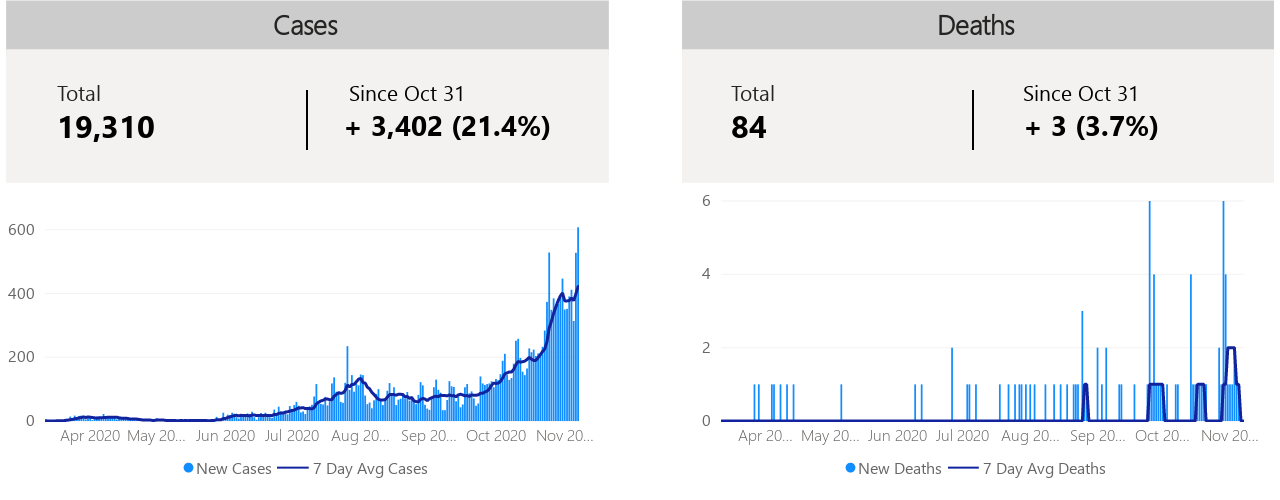 Cases
Total
Since Oct 31
19,310
+ 3,402 (21.4%)
600
400
200
0
Apr 2020 May 20... Jun 2020 Jul 2020 Aug 20... Sep 20... Oct 2020 Nov 20...
New Cases 7 Day Avg Cases
Deaths
Total
Since Oct 31
84
+ 3 (3.7%)
6
4
2
0
Apr 20... May 20... Jun 2020 Jul 2020 Aug 20... Sep 20... Oct 20... Nov 20...
New Deaths 7 Day Avg Deaths